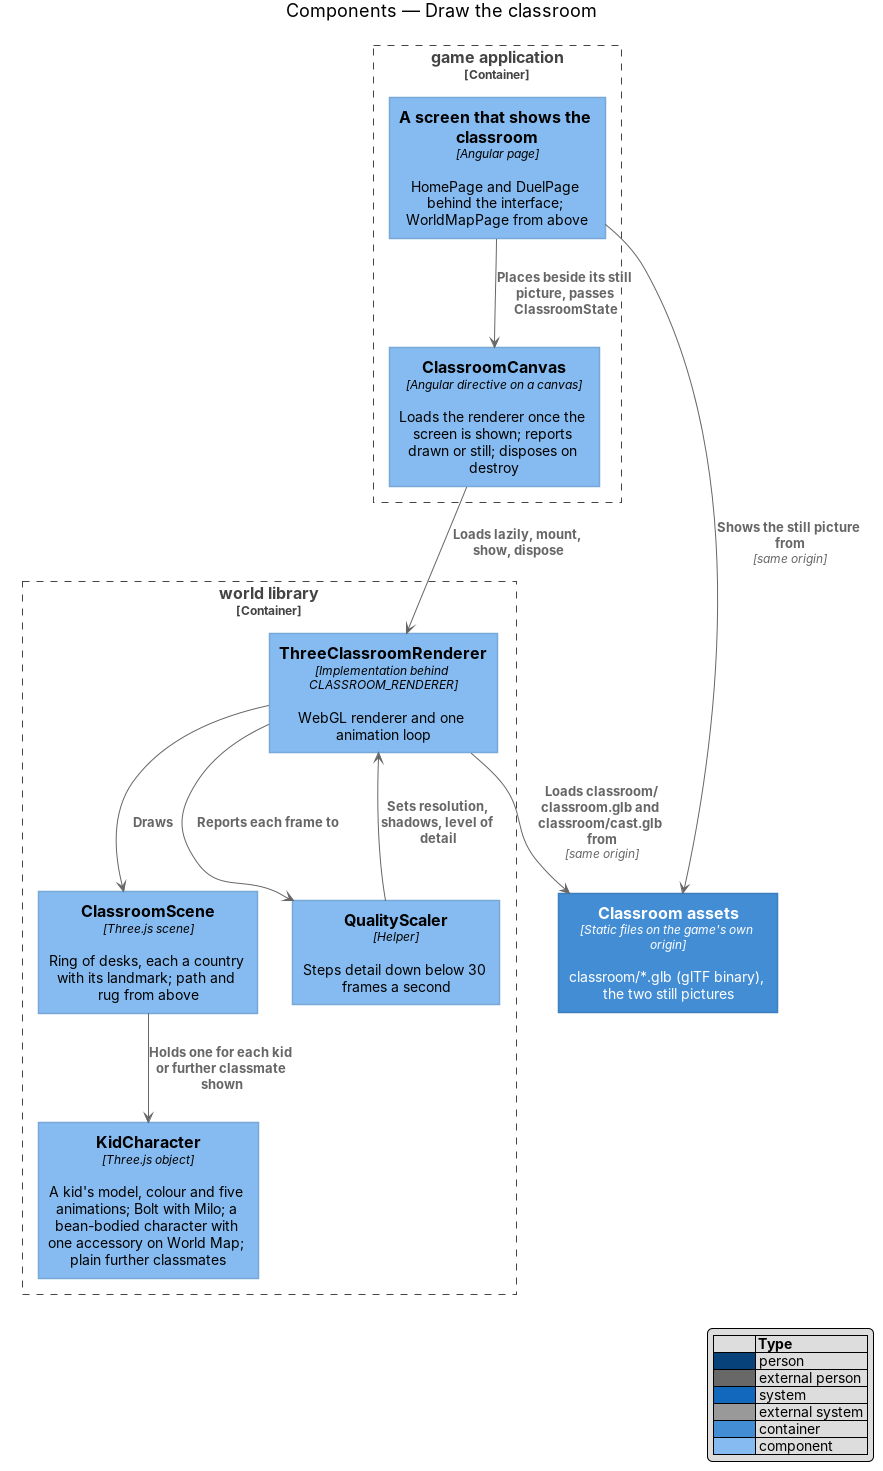 Components — Draw the classroom
game application
[Container]
A screen that shows the
classroom
[Angular page]
HomePage and DuelPage
behind the interface;
WorldMapPage from above
Places beside its still
picture, passes
ClassroomState
ClassroomCanvas
[Angular directive on a canvas]
Loads the renderer once the
screen is shown; reports
drawn or still; disposes on
destroy
Shows the still picture
from
[same origin]
Loads lazily, mount,
show, dispose
world library
[Container]
ThreeClassroomRenderer
[Implementation behind
CLASSROOM_RENDERER]
WebGL renderer and one
animation loop
Draws
Reports each frame to
Sets resolution,
shadows, level of
detail
Loads classroom/
classroom.glb and
classroom/cast.glb
from
[same origin]
ClassroomScene
[Three.js scene]
Ring of desks, each a country
with its landmark; path and
rug from above
QualityScaler
[Helper]
Steps detail down below 30
frames a second
Classroom assets
[Static files on the game's own
origin]
classroom/*.glb (glTF binary),
the two still pictures
Holds one for each kid
or further classmate
shown
KidCharacter
[Three.js object]
A kid's model, colour and five
animations; Bolt with Milo; a
bean-bodied character with
one accessory on World Map;
plain further classmates
Type
person
external person
system
external system
container
component